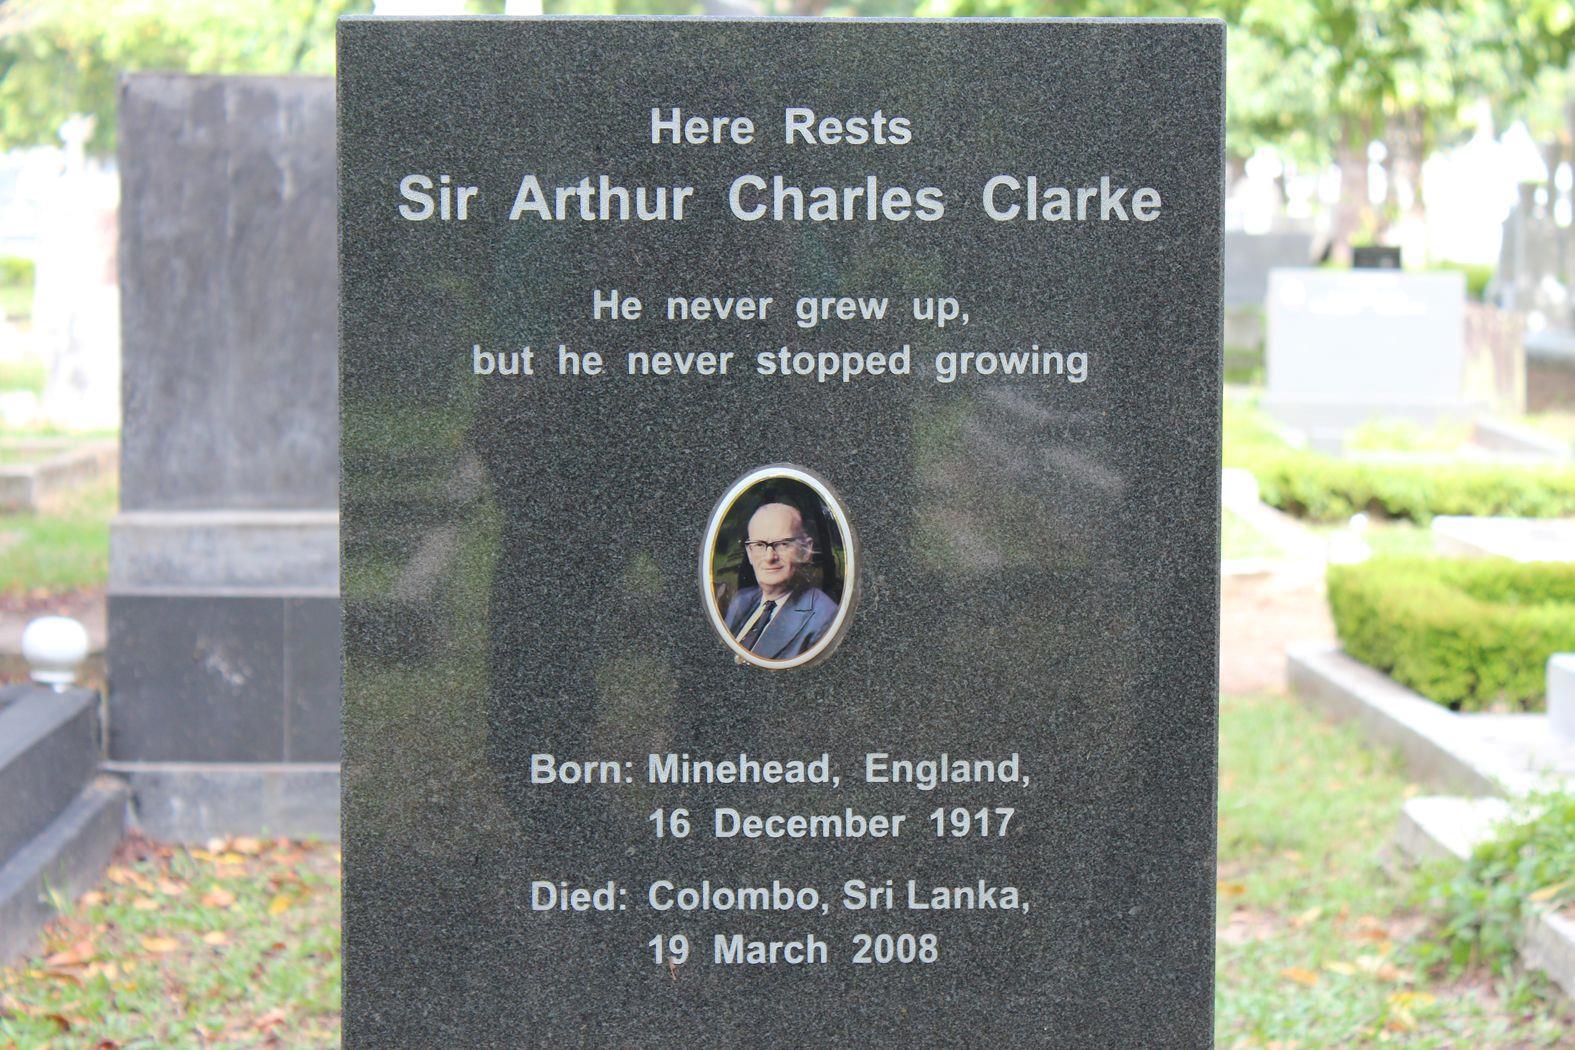 Here Rests
Sir Arthur Charles Clarke
He never grew up,
but he never stopped growing
Born: Minehead, England,
16 December 1917
Died: Colombo, Sri Lanka,
19 March 2008